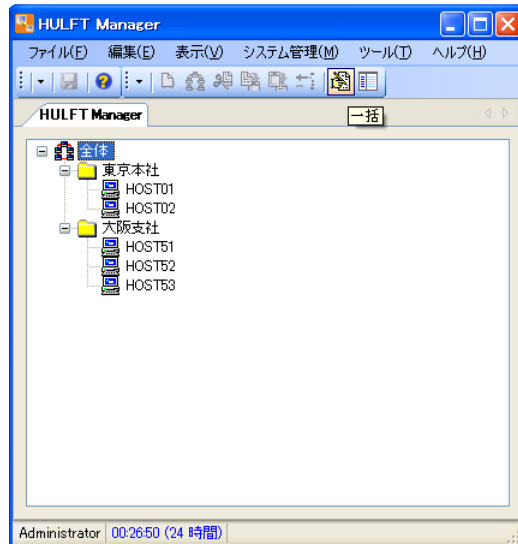 HULFT Manager
ファイル(F) 編集(E) 表示(V) システム管理(M) ツール(T) ヘルプ(H)
HULFT Manager
一括
全体
東京本社
HOST01
HOST02
大阪支社
HOST51
HOST52
HOST53
Administrator 00:26:50 (24 時間)